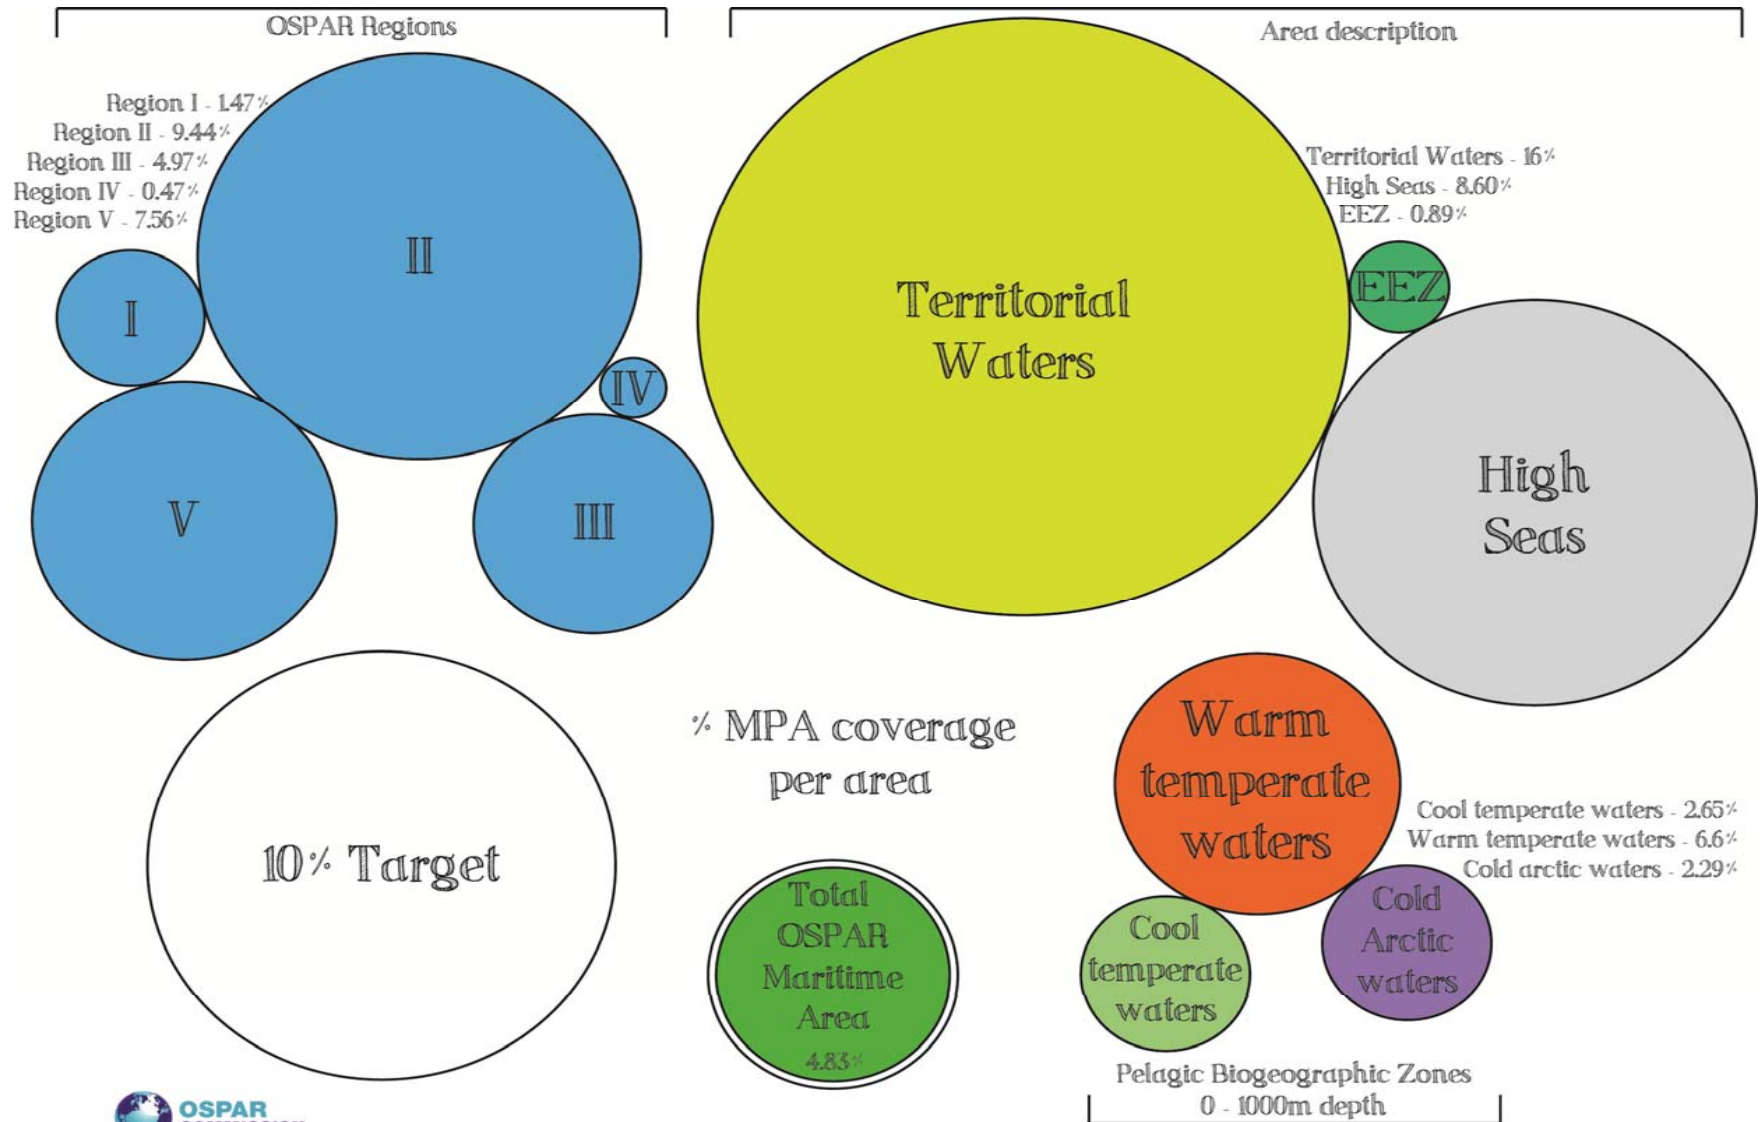 OSPAR Regions
Area description
Region I - 1.47%
Region II - 9.44%
Region III - 4.97%
Region IV - 0.47%
Region V - 7.56%
Territorial Waters - 16%
High Seas - 8.60%
EEZ - 0.89%
II
I
IV
V
III
Territorial
Waters
EEZ
High
Seas
10% Target
% MPA coverage
per area
Total
OSPAR
Maritime
Area
4.83%
Warm
temperate
waters
Cool temperate waters - 2.65%
Warm temperate waters - 6.6%
Cold arctic waters - 2.29%
Cool
temperate
waters
Cold
Arctic
waters
Pelagic Biogeographic Zones
0 - 1000m depth
OSPAR
COMMISSION